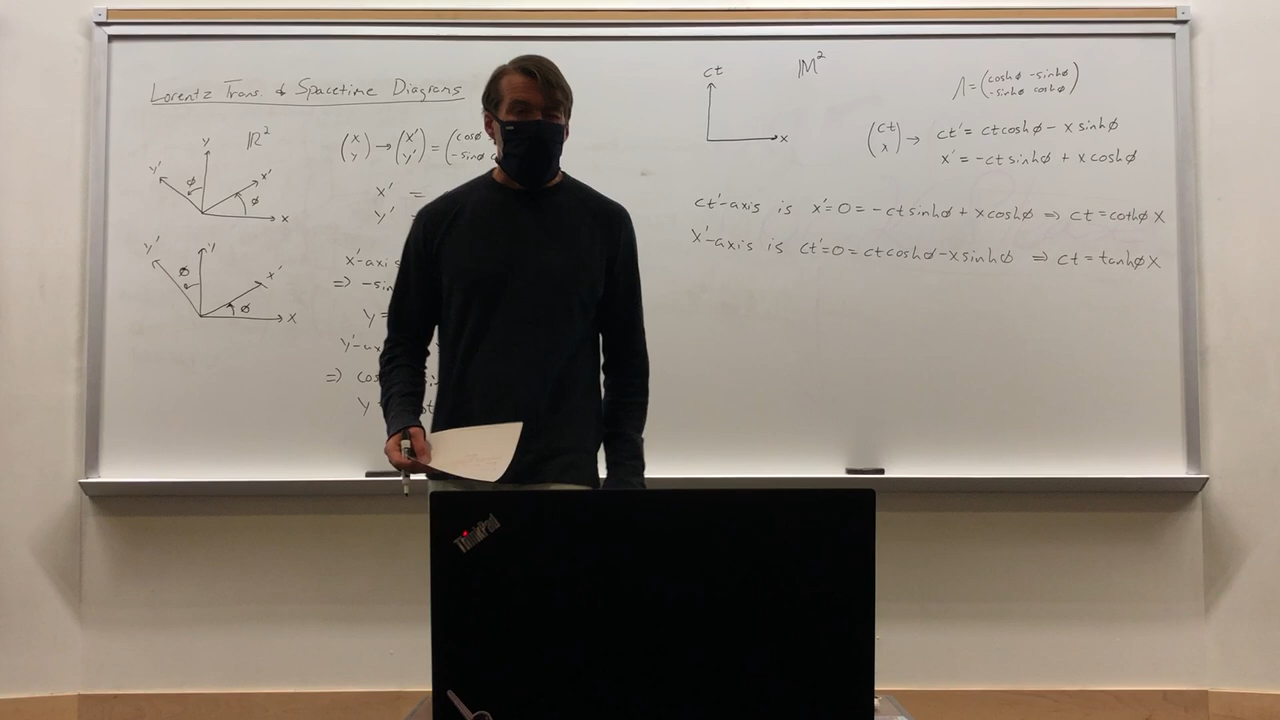 Lorentz Trans. & Spacetime Diagrams
ℝ²
y
y'
x'
ϕ
ϕ
x
y'
y
x'
ϕ
ϕ
x
(x y) → (x' y') = (cosϕ -sinϕ
x' =
y' =
x'-axis
⇒ -sin
y =
y'-ax
⇒ cos
y =
ct
x
𝕄²
Λ = (coshϕ -sinhϕ
-sinhϕ coshϕ)
(ct x) → ct' = ct coshϕ - x sinhϕ
x' = -ct sinhϕ + x coshϕ
ct'-axis is x'=0 = -ct sinhϕ + x coshϕ ⇒ ct = cothϕ x
x'-axis is ct'=0 = ct coshϕ - x sinhϕ ⇒ ct = tanhϕ x
ThinkPad